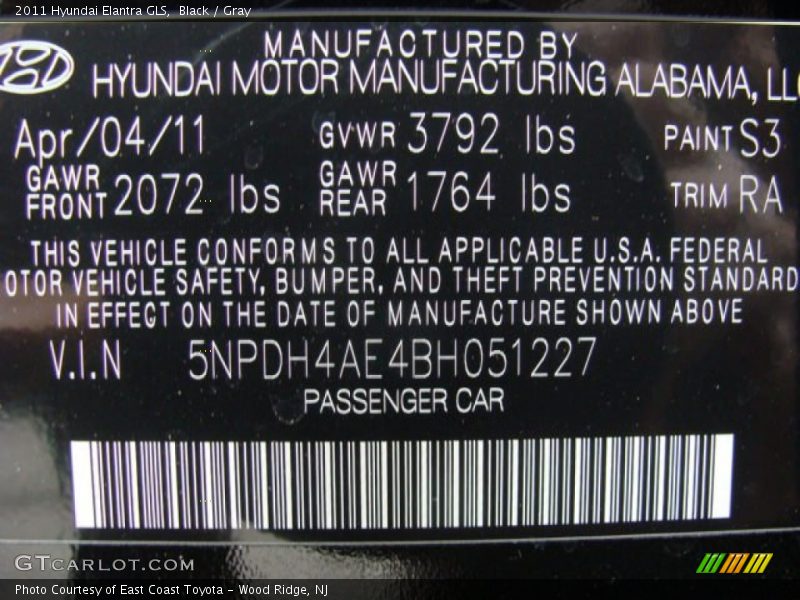 2011 Hyundai Elantra GLS,  Black / Gray
MANUFACTURED BY
HYUNDAI MOTOR MANUFACTURING ALABAMA, LLC
Apr/04/11 GVWR 3792 lbs PAINT S3
GAWR FRONT 2072 lbs GAWR REAR 1764 lbs TRIM RA
THIS VEHICLE CONFORMS TO ALL APPLICABLE U.S.A. FEDERAL
OTOR VEHICLE SAFETY, BUMPER, AND THEFT PREVENTION STANDARD
IN EFFECT ON THE DATE OF MANUFACTURE SHOWN ABOVE
V.I.N 5NPDH4AE4BH051227
PASSENGER CAR
GTCARLOT.COM
Photo Courtesy of East Coast Toyota - Wood Ridge, NJ